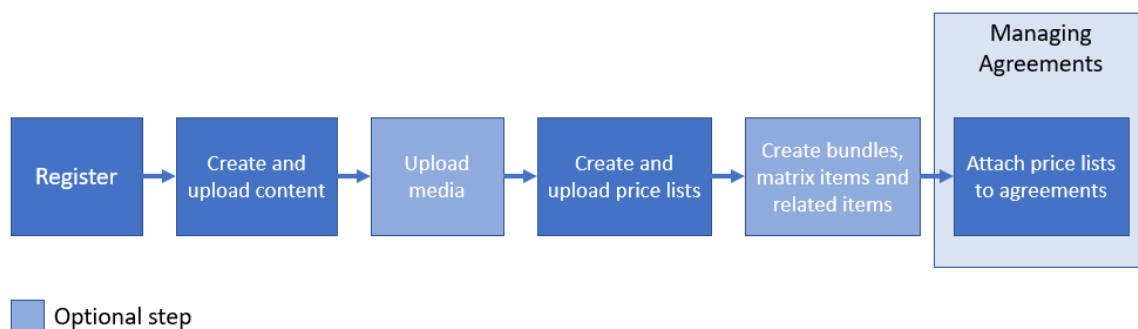 Managing
Agreements
Register
Create and
upload content
Upload
media
Create and
upload price lists
Create bundles,
matrix items and
related items
Attach price lists
to agreements
Optional step